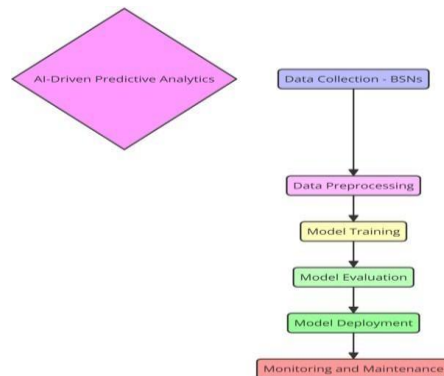 AI-Driven Predictive Analytics
Data Collection - BSNs
Data Preprocessing
Model Training
Model Evaluation
Model Deployment
Monitoring and Maintenance